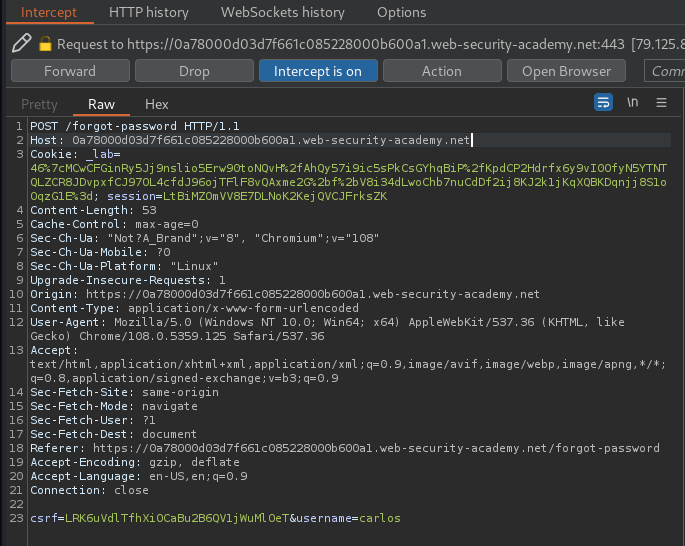 Intercept HTTP history WebSockets history Options
Request to https://0a78000d03d7f661c085228000b600a1.web-security-academy.net:443 [79.125.8
Forward Drop Intercept is on Action Open Browser Comm
Pretty Raw Hex \n
1 POST /forgot-password HTTP/1.1
2 Host: 0a78000d03d7f661c085228000b600a1.web-security-academy.net
3 Cookie: _lab=
46%7cMCwCFGinRy5Jj9nslio5Erw90toNQvH%2fAhQy57i9ic5sPkCsGYhqBiP%2fKpdCP2Hdrfx6y9vI0OfyN5YTNT
QLZCR8JDvpxfCJ97OL4cfdJ96ojTFlF8vQAxme2G%2bf%2bV8i34dLwoChb7nuCdDf2ij8KJ2k1jKqXQBKDqnjj8S1o
OqzG1E%3d; session=LtBiMZOmVV8E7DLNoK2KejQVCJFrksZK
4 Content-Length: 53
5 Cache-Control: max-age=0
6 Sec-Ch-Ua: "Not?A_Brand";v="8", "Chromium";v="108"
7 Sec-Ch-Ua-Mobile: ?0
8 Sec-Ch-Ua-Platform: "Linux"
9 Upgrade-Insecure-Requests: 1
10 Origin: https://0a78000d03d7f661c085228000b600a1.web-security-academy.net
11 Content-Type: application/x-www-form-urlencoded
12 User-Agent: Mozilla/5.0 (Windows NT 10.0; Win64; x64) AppleWebKit/537.36 (KHTML, like
Gecko) Chrome/108.0.5359.125 Safari/537.36
13 Accept:
text/html,application/xhtml+xml,application/xml;q=0.9,image/avif,image/webp,image/apng,*/*;
q=0.8,application/signed-exchange;v=b3;q=0.9
14 Sec-Fetch-Site: same-origin
15 Sec-Fetch-Mode: navigate
16 Sec-Fetch-User: ?1
17 Sec-Fetch-Dest: document
18 Referer: https://0a78000d03d7f661c085228000b600a1.web-security-academy.net/forgot-password
19 Accept-Encoding: gzip, deflate
20 Accept-Language: en-US,en;q=0.9
21 Connection: close
22
23 csrf=LRK6uVdlTfhXiOCaBu2B6QV1jWuMlOeT&username=carlos